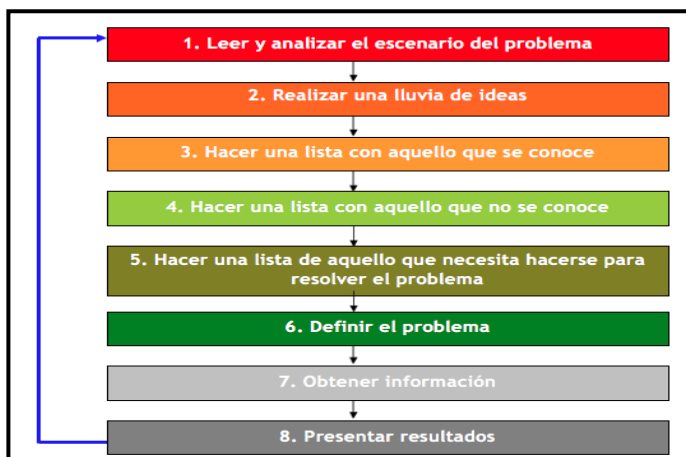 1. Leer y analizar el escenario del problema
2. Realizar una lluvia de ideas
3. Hacer una lista con aquello que se conoce
4. Hacer una lista con aquello que no se conoce
5. Hacer una lista de aquello que necesita hacerse para
resolver el problema
6. Definir el problema
7. Obtener información
8. Presentar resultados